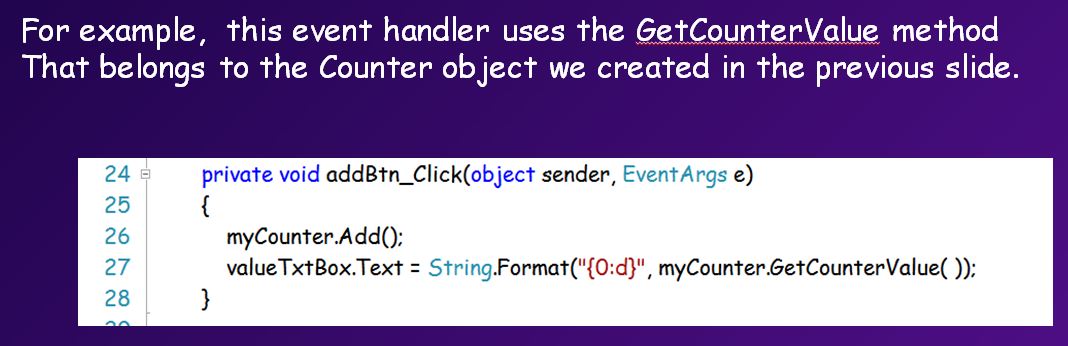 For example, this event handler uses the GetCounterValue method
That belongs to the Counter object we created in the previous slide.
24 private void addBtn_Click(object sender, EventArgs e)
25 {
26 myCounter.Add();
27 valueTxtBox.Text = String.Format("{0:d}", myCounter.GetCounterValue( ));
28 }